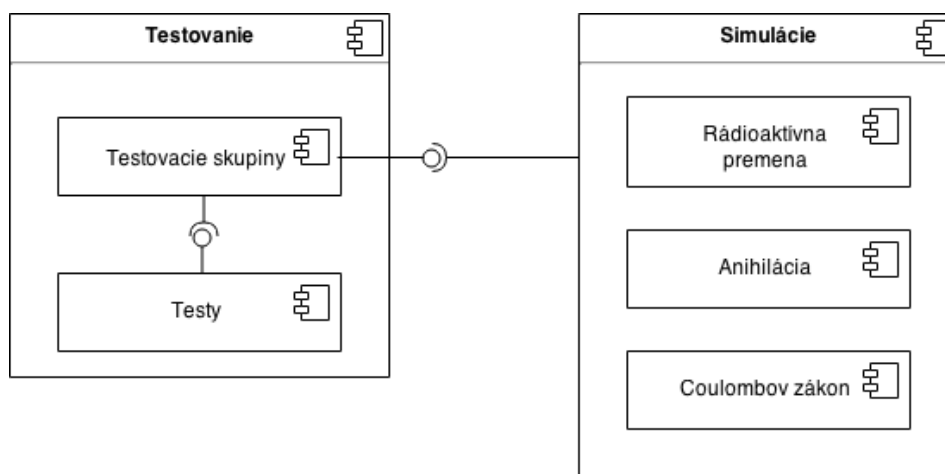 Testovanie
Testovacie skupiny
Testy
Simulácie
Rádioaktívna
premena
Anihilácia
Coulombov zákon